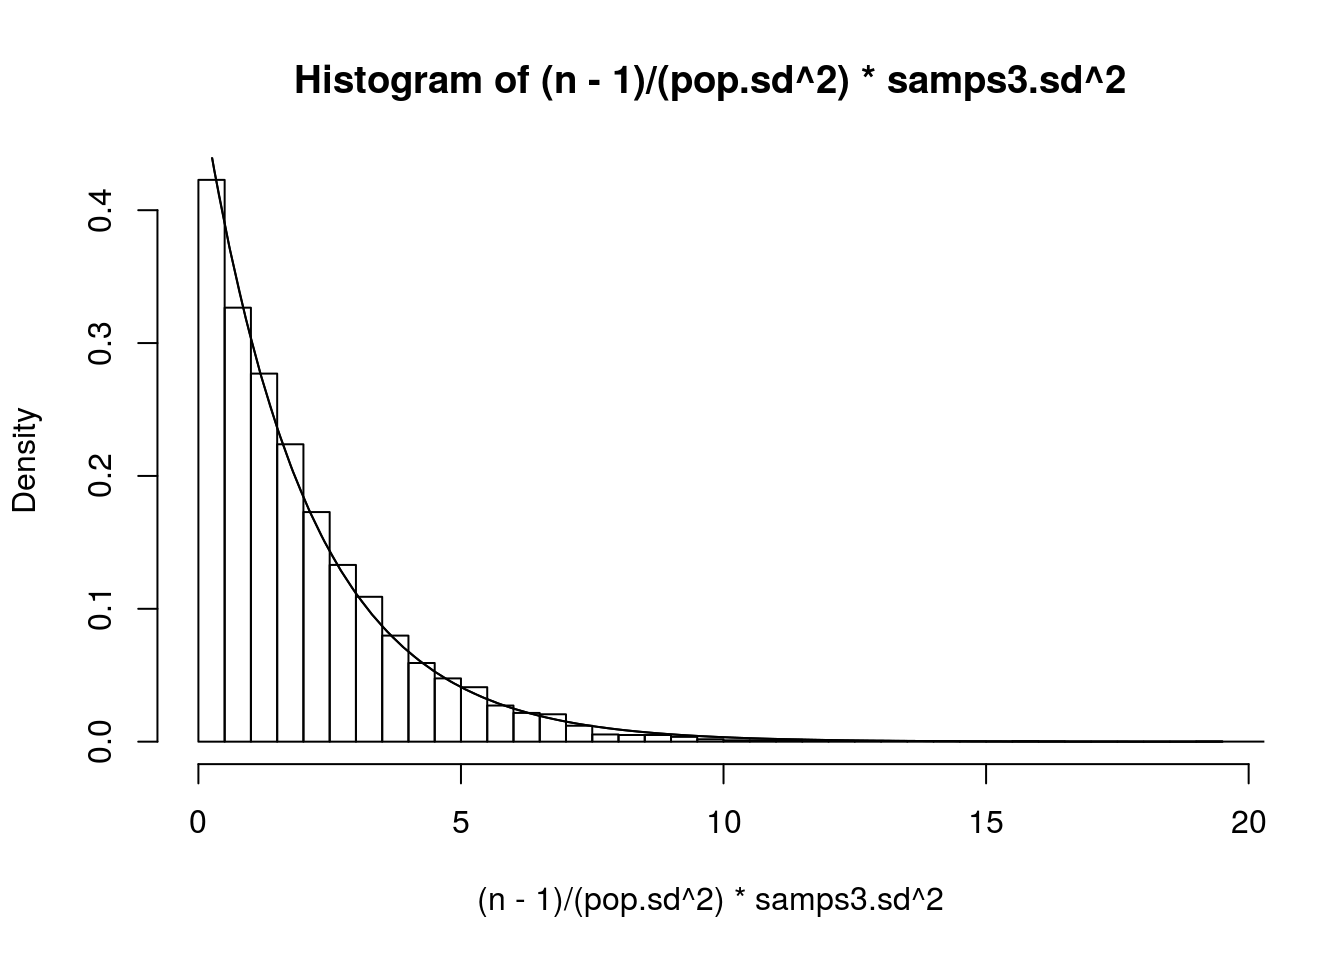 Histogram of (n - 1)/(pop.sd^2) * samps3.sd^2
Density
0.4
0.3
0.2
0.1
0.0
0 5 10 15 20
(n - 1)/(pop.sd^2) * samps3.sd^2